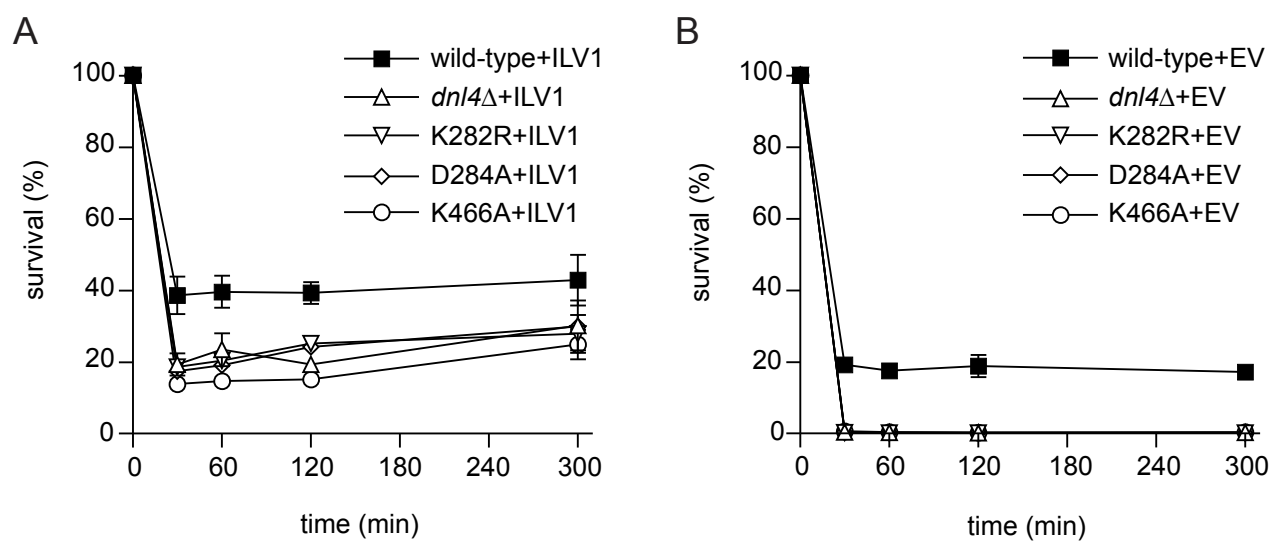 A
survival (%)
100
80
60
40
20
0
wild-type+ILV1
dnl4Δ+ILV1
K282R+ILV1
D284A+ILV1
K466A+ILV1
0 60 120 180 240 300
time (min)
B
survival (%)
100
80
60
40
20
0
wild-type+EV
dnl4Δ+EV
K282R+EV
D284A+EV
K466A+EV
0 60 120 180 240 300
time (min)